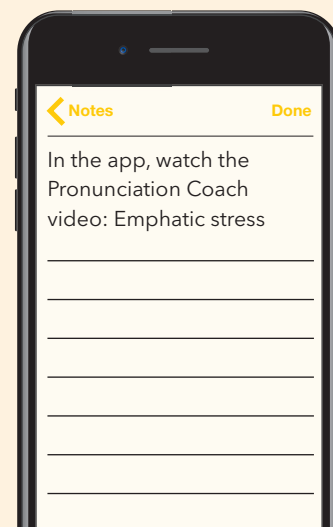 Notes Done
In the app, watch the
Pronunciation Coach
video: Emphatic stress